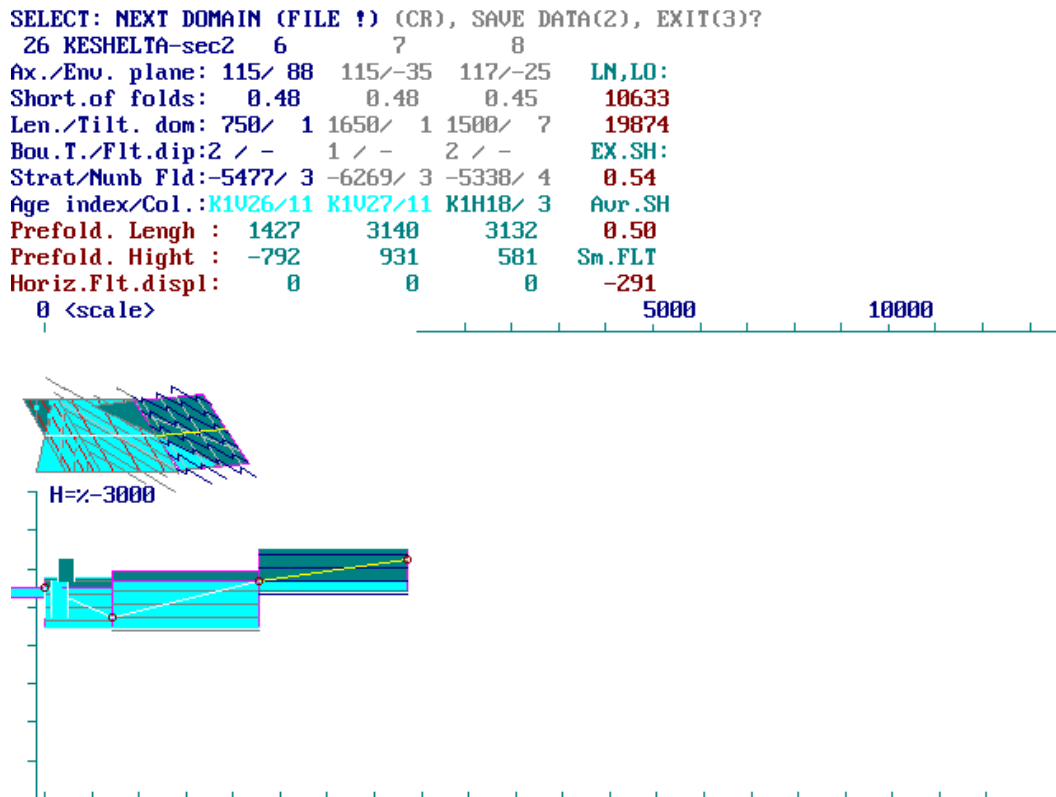 SELECT: NEXT DOMAIN (FILE !) (CR), SAVE DATA(2), EXIT(3)?
26 KESHELTA-sec2 6 7 8
Ax./Env. plane: 115/ 88 115/-35 117/-25 LN,LO:
Short.of folds: 0.48 0.48 0.45 10633
Len./Tilt. dom: 750/ 1 1650/ 1 1500/ 7 19874
Bou.T./Flt.dip:2 / - 1 / - 2 / - EX.SH:
Strat/Nunb Fld:-5477/ 3 -6269/ 3 -5338/ 4 0.54
Age index/Col.:K1V26/11 K1V27/11 K1H18/ 3 Avr.SH
Prefold. Lengh : 1427 3140 3132 0.50
Prefold. Hight : -792 931 581 Sm.FLT
Horiz.Flt.displ: 0 0 0 -291
0 <scale> 5000 10000
H=%-3000